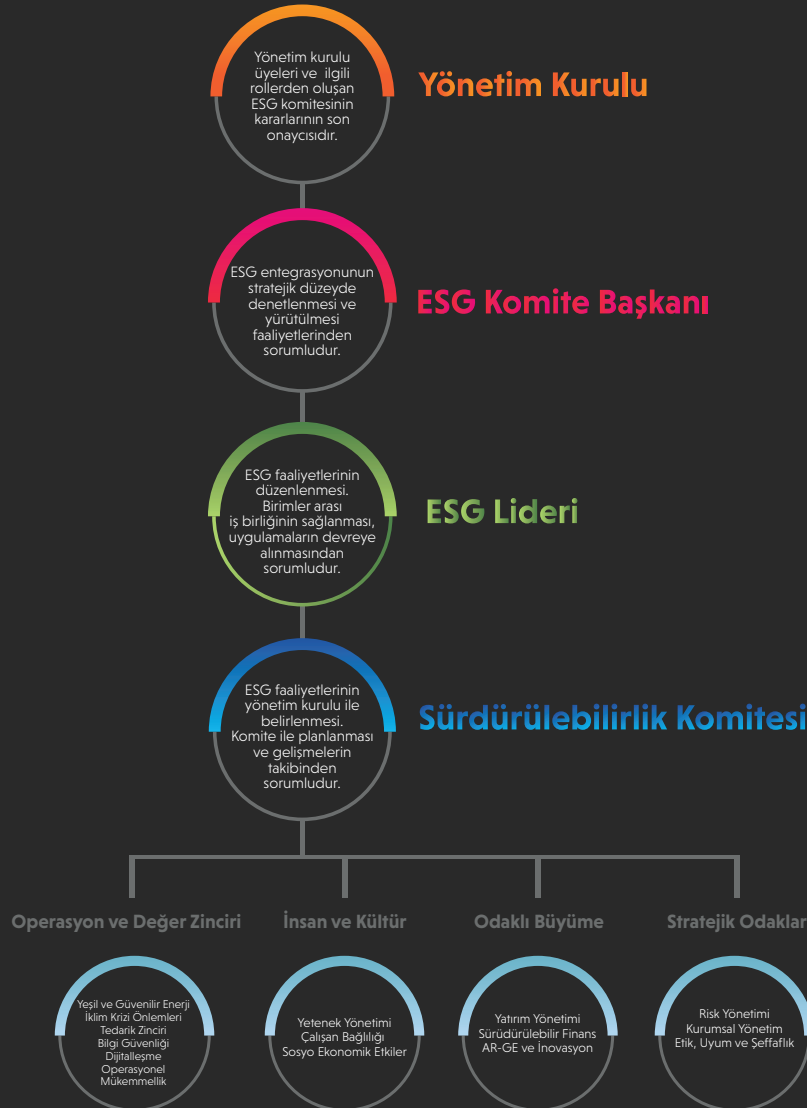 Yönetim kurulu
üyeleri ve ilgili
rollerden oluşan
ESG komitesinin
kararlarının son
onaycısıdır.
Yönetim Kurulu
ESG entegrasyonunun
stratejik düzeyde
denetlenmesi ve
yürütülmesi
faaliyetlerinden
sorumludur.
ESG Komite Başkanı
ESG faaliyetlerinin
düzenlenmesi.
Birimler arası
iş birliğinin sağlanması,
uygulamaların devreye
alınmasından
sorumludur.
ESG Lideri
ESG faaliyetlerinin
yönetim kurulu ile
belirlenmesi.
Komite ile planlanması
ve gelişmelerin
takibinden
sorumludur.
Sürdürülebilirlik Komitesi
Operasyon ve Değer Zinciri
Yeşil ve Güvenilir Enerji
İklim Krizi Önlemleri
Tedarik Zinciri
Bilgi Güvenliği
Dijitalleşme
Operasyonel
Mükemmellik
İnsan ve Kültür
Yetenek Yönetimi
Çalışan Bağlılığı
Sosyo Ekonomik Etkiler
Odaklı Büyüme
Yatırım Yönetimi
Sürüdürülebilir Finans
AR-GE ve İnovasyon
Stratejik Odaklar
Risk Yönetimi
Kurumsal Yönetim
Etik, Uyum ve Şeffaflık